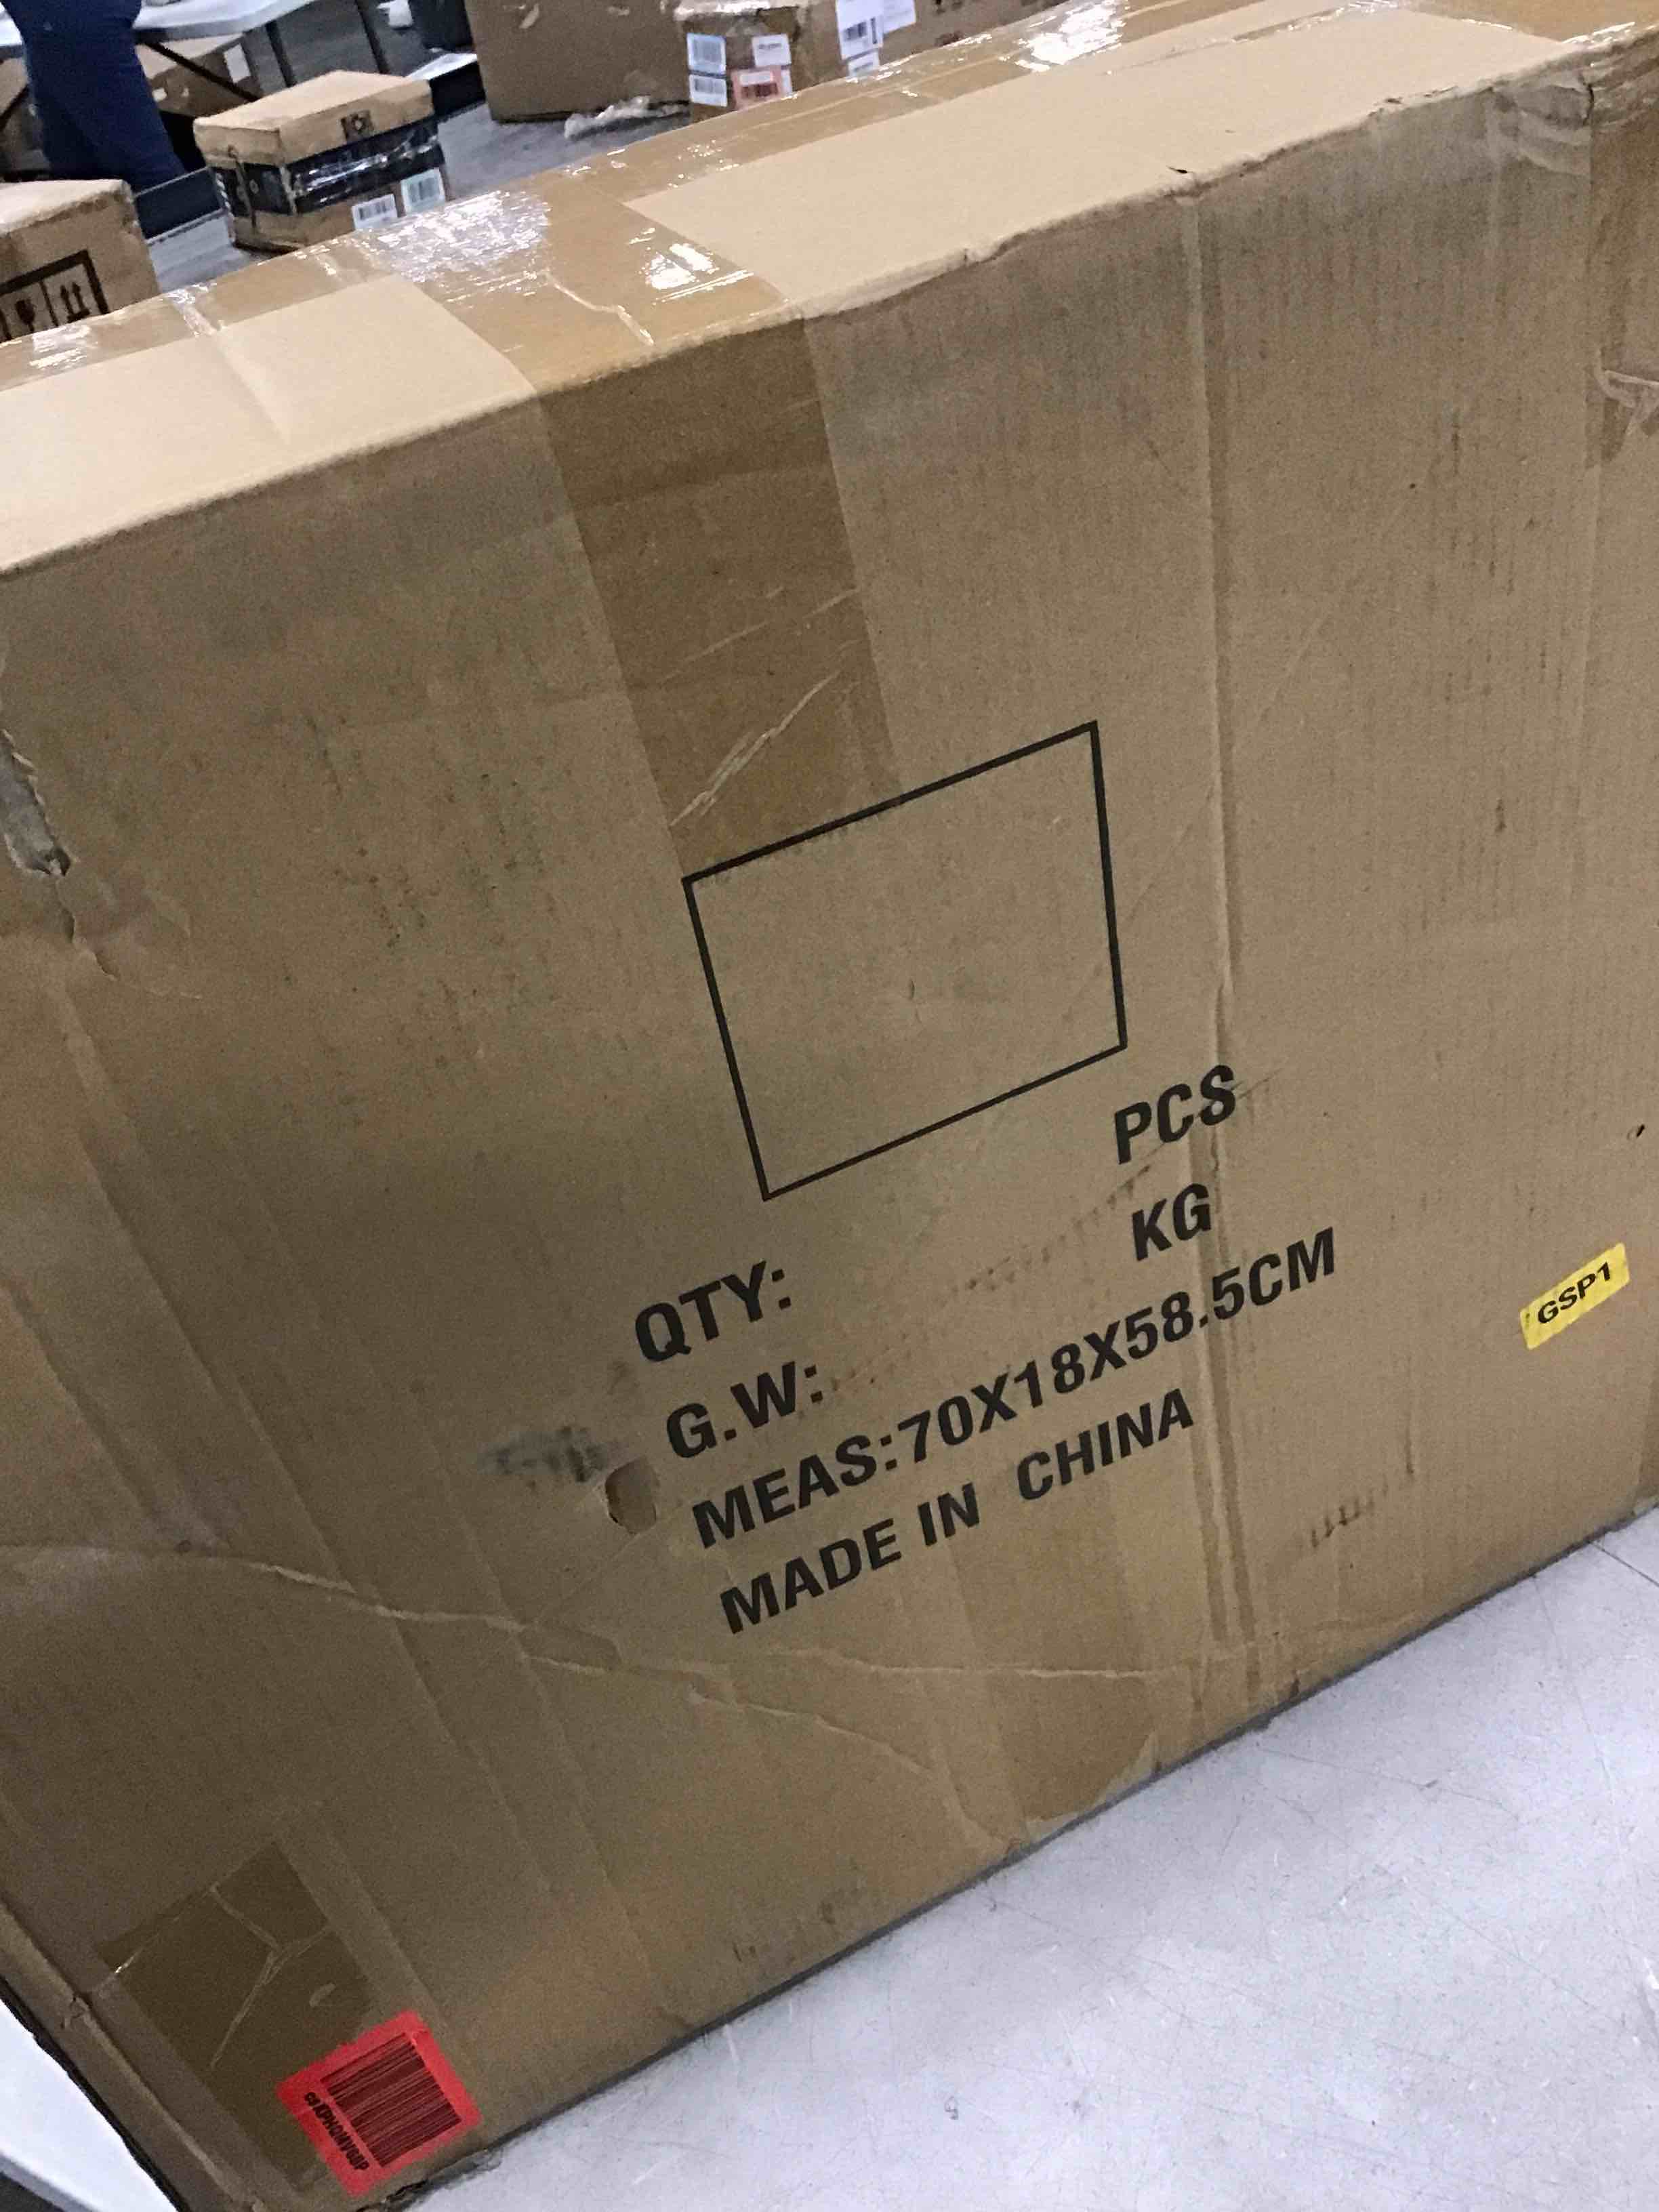 QTY: PCS
G.W: KG
MEAS:70X18X58.5CM
MADE IN CHINA
GSP1